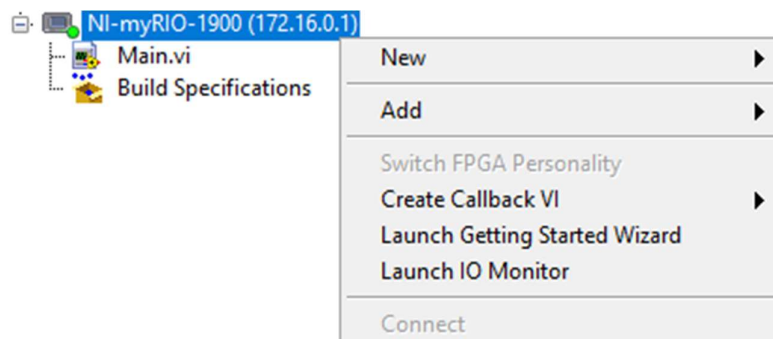 NI-myRIO-1900 (172.16.0.1)
Main.vi
Build Specifications
New
Add
Switch FPGA Personality
Create Callback VI
Launch Getting Started Wizard
Launch IO Monitor
Connect